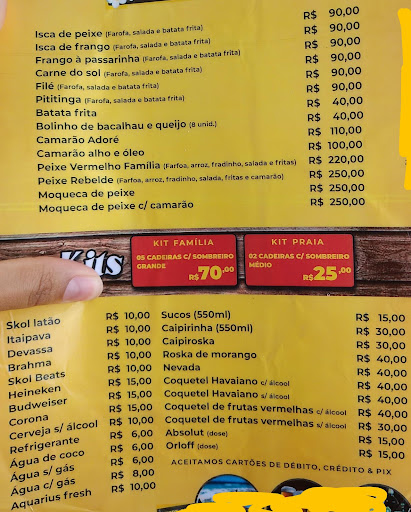 Isca de peixe (Farofa, salada e batata frita) R$ 90,00
Isca de frango (Farofa, salada e batata frita) R$ 90,00
Frango à passarinha (Farofa, salada e batata frita) R$ 90,00
Carne do sol (Farofa, salada e batata frita) R$ 90,00
Filé (Farofa, salada e batata frita) R$ 90,00
Pititinga (Farofa, salada e batata frita) R$ 90,00
Batata frita R$ 40,00
Bolinho de bacalhau e queijo (8 unid.) R$ 40,00
Camarão Adoré R$ 110,00
Camarão alho e óleo R$ 100,00
Peixe Vermelho Família (Farfoa, arroz, fradinho, salada e fritas) R$ 220,00
Peixe Rebelde (Farfoa, arroz, fradinho, salada, fritas e camarão) R$ 250,00
Moqueca de peixe R$ 250,00
Moqueca de peixe c/ camarão R$ 250,00
Kits
KIT FAMÍLIA
05 CADEIRAS C/ SOMBREIRO
GRANDE
R$70,00
KIT PRAIA
02 CADEIRAS C/ SOMBREIRO
MÉDIO
R$25,00
Skol latão R$ 10,00
Itaipava R$ 10,00
Devassa R$ 10,00
Brahma R$ 10,00
Skol Beats R$ 15,00
Heineken R$ 15,00
Budweiser R$ 15,00
Corona R$ 15,00
Cerveja s/ álcool R$ 10,00
Refrigerante R$ 6,00
Água de coco R$ 6,00
Água s/ gás R$ 6,00
Água c/ gás R$ 8,00
Aquarius fresh R$ 10,00
Sucos (550ml) R$ 15,00
Caipirinha (550ml) R$ 30,00
Caipiroska R$ 30,00
Roska de morango R$ 40,00
Nevada R$ 40,00
Coquetel Havaiano c/ álcool R$ 40,00
Coquetel Havaiano s/ álcool R$ 40,00
Coquetel de frutas vermelhas c/ álcool R$ 40,00
Coquetel de frutas vermelhas s/ álcool R$ 40,00
Absolut (dose) R$ 30,00
Orloff (dose) R$ 15,00
ACEITAMOS CARTÕES DE DÉBITO, CRÉDITO & PIX